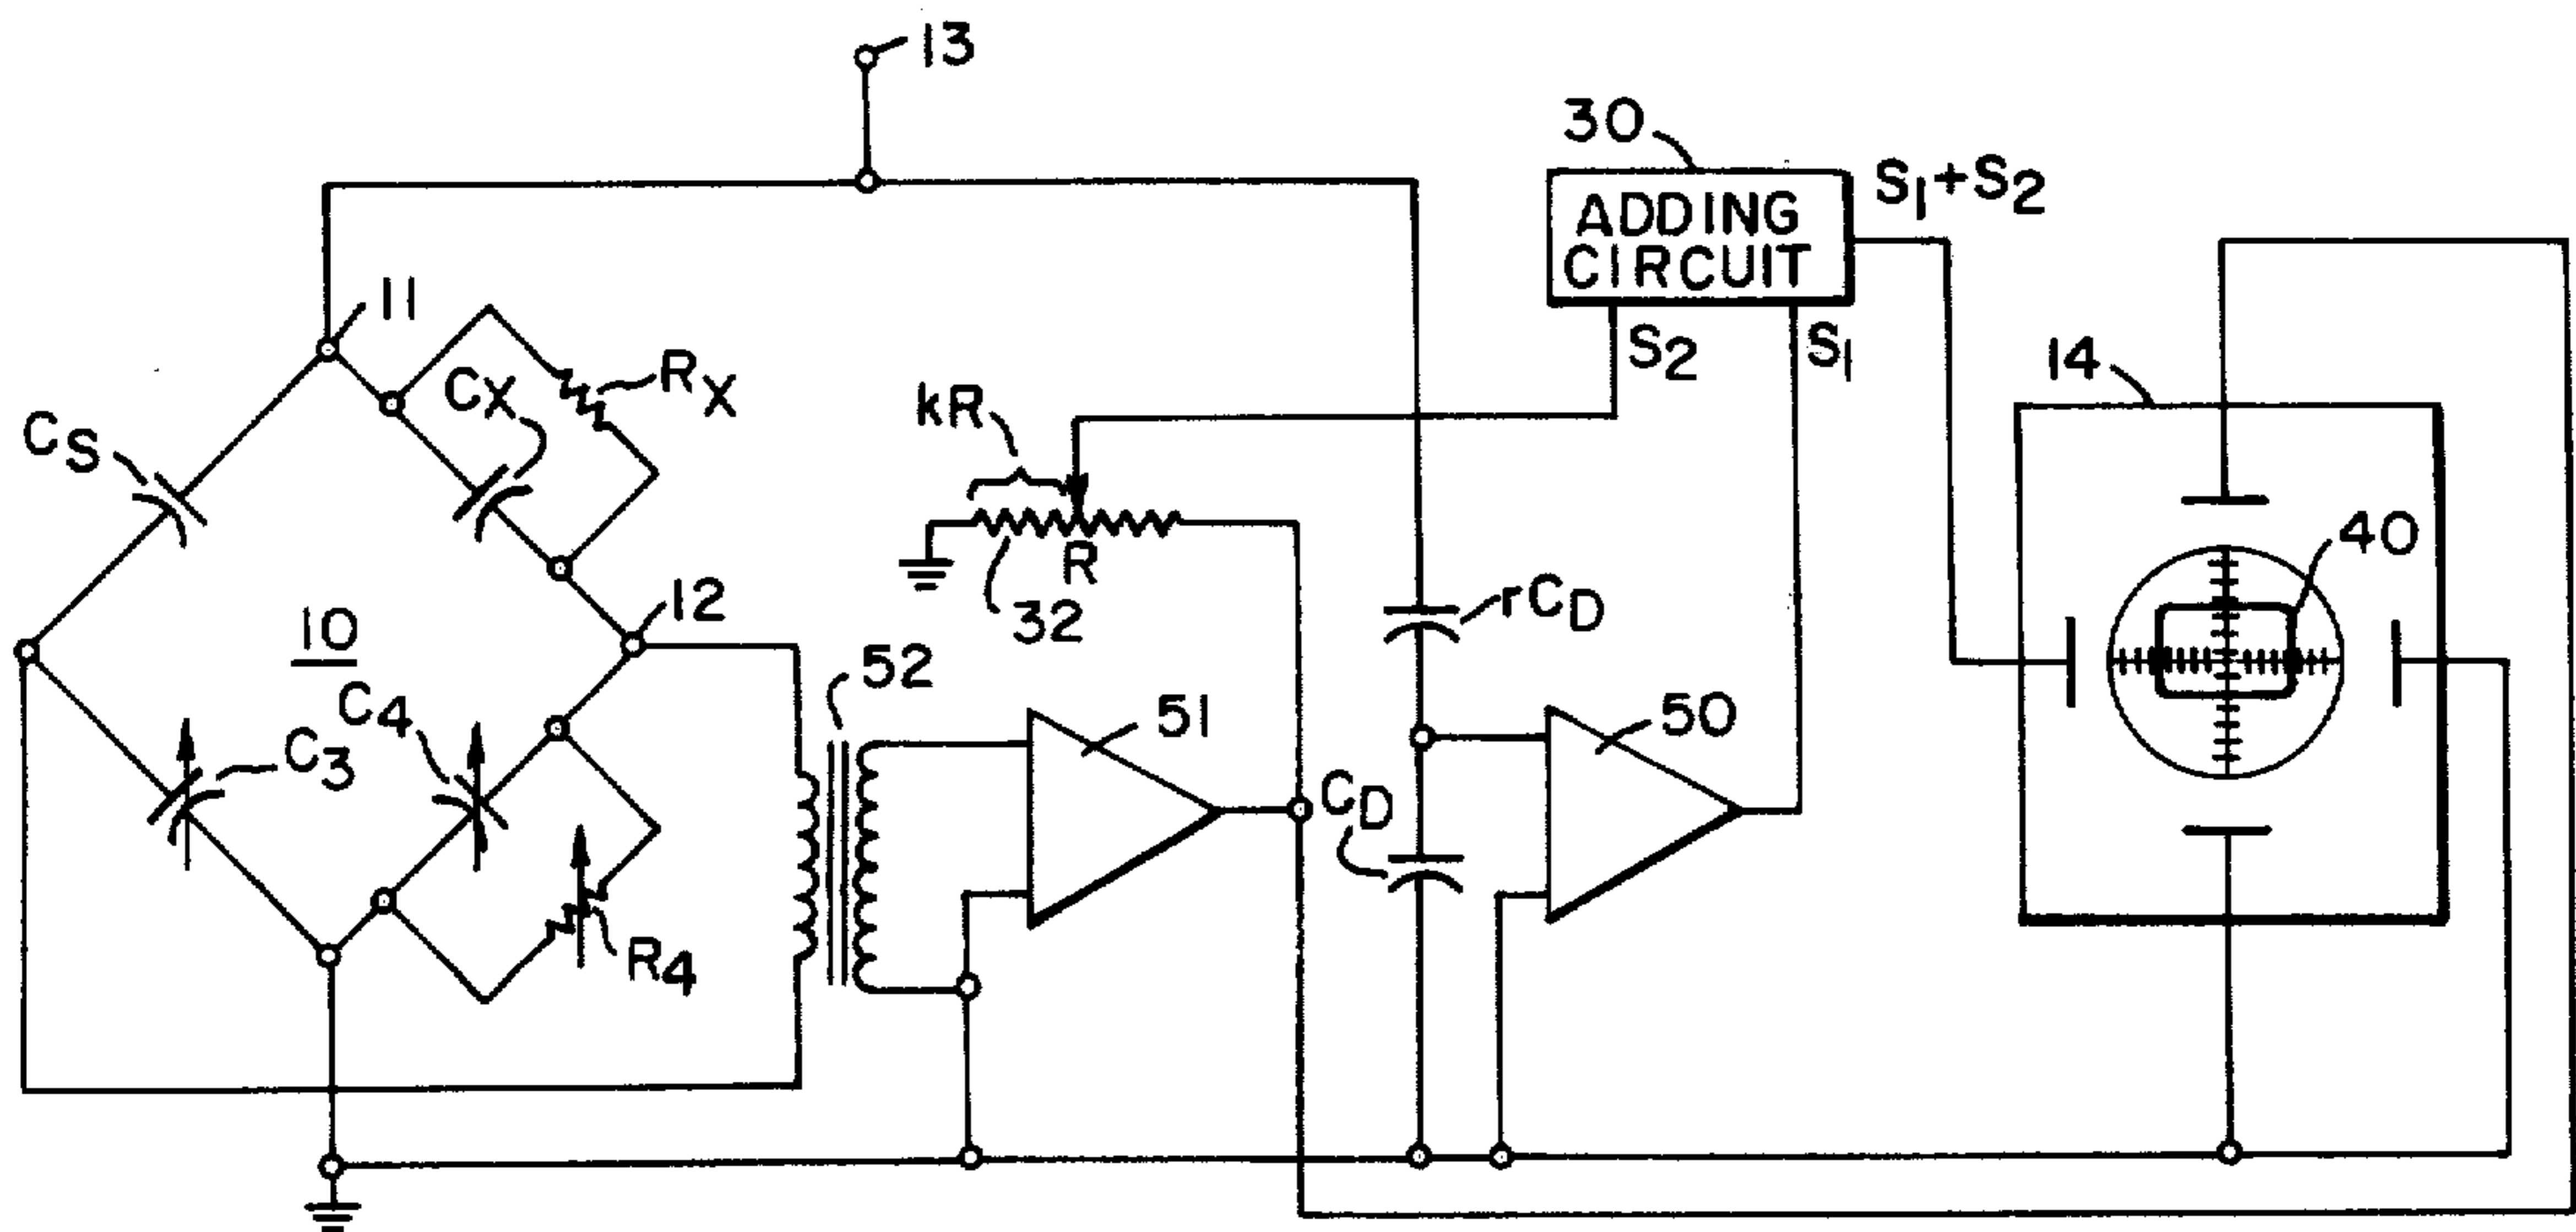 13
30
S1+S2
ADDING
CIRCUIT
11
S2
S1
14
RX
CX
kR
CS
40
R
32
rCD
12
10
52
C4
51
50
C3
CD
R4